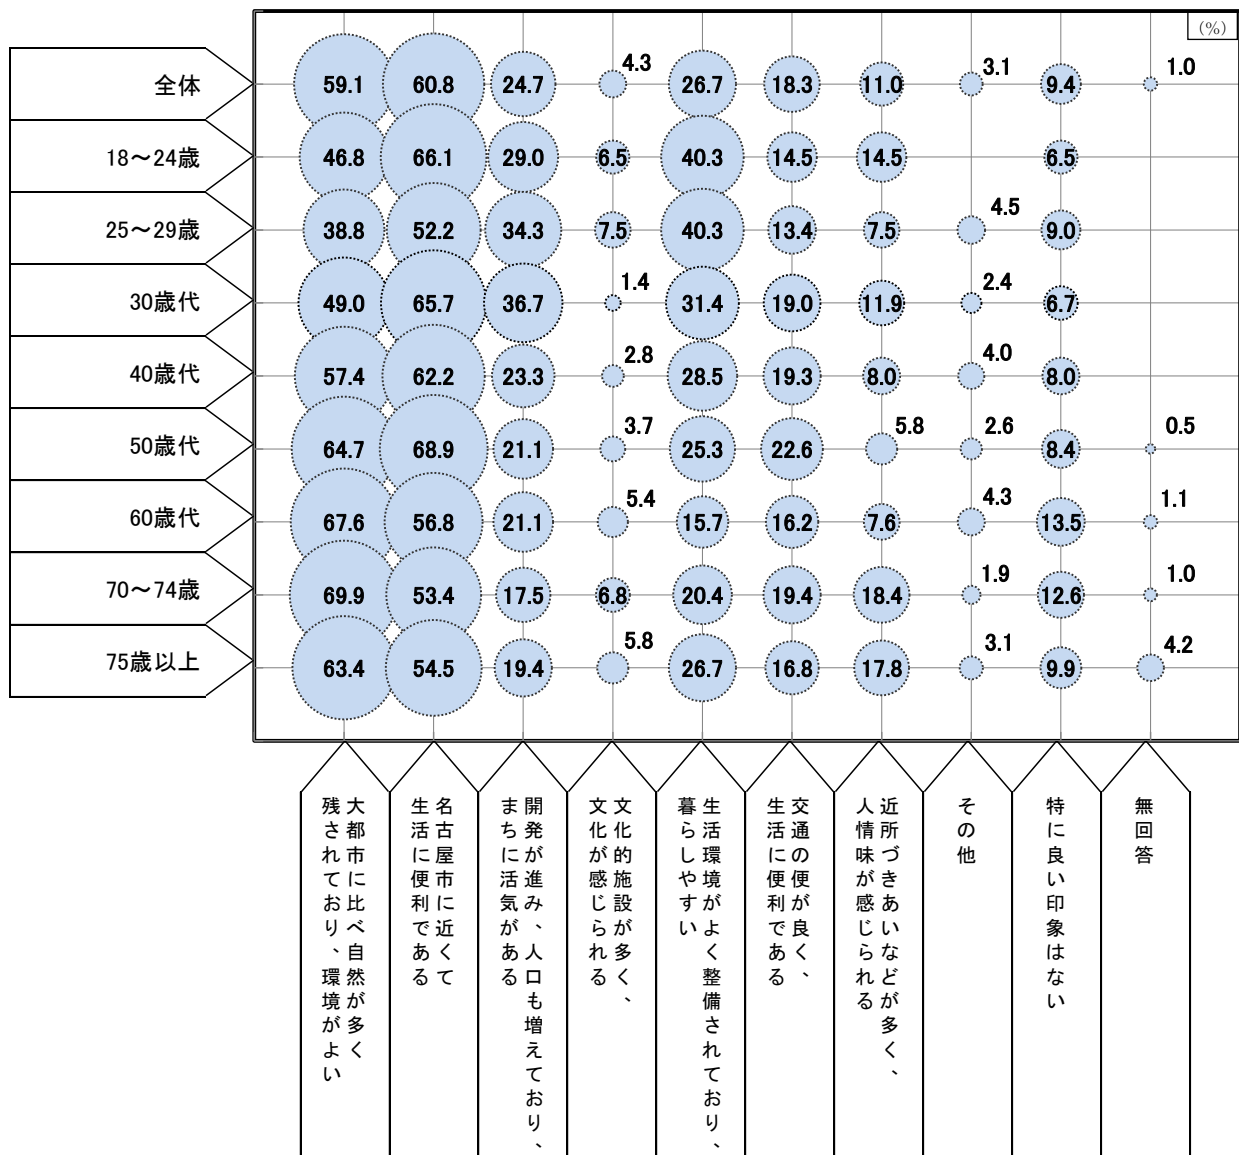 (%)
全体
59.1 60.8 24.7 4.3 26.7 18.3 11.0 3.1 9.4 1.0
18～24歳
46.8 66.1 29.0 6.5 40.3 14.5 14.5 6.5
25～29歳
38.8 52.2 34.3 7.5 40.3 13.4 7.5 4.5 9.0
30歳代
49.0 65.7 36.7 1.4 31.4 19.0 11.9 2.4 6.7
40歳代
57.4 62.2 23.3 2.8 28.5 19.3 8.0 4.0 8.0
50歳代
64.7 68.9 21.1 3.7 25.3 22.6 5.8 2.6 8.4 0.5
60歳代
67.6 56.8 21.1 5.4 15.7 16.2 7.6 4.3 13.5 1.1
70～74歳
69.9 53.4 17.5 6.8 20.4 19.4 18.4 1.9 12.6 1.0
75歳以上
63.4 54.5 19.4 5.8 26.7 16.8 17.8 3.1 9.9 4.2
大都市に比べ自然が多く
残されており、環境がよい
名古屋市に近くて
生活に便利である
開発が進み、人口も増えており、
まちに活気がある
文化的施設が多く、
文化が感じられる
生活環境がよく整備されており、
暮らしやすい
交通の便が良く、
生活に便利である
近所づきあいなどが多く、
人情味が感じられる
その他
特に良い印象はない
無回答